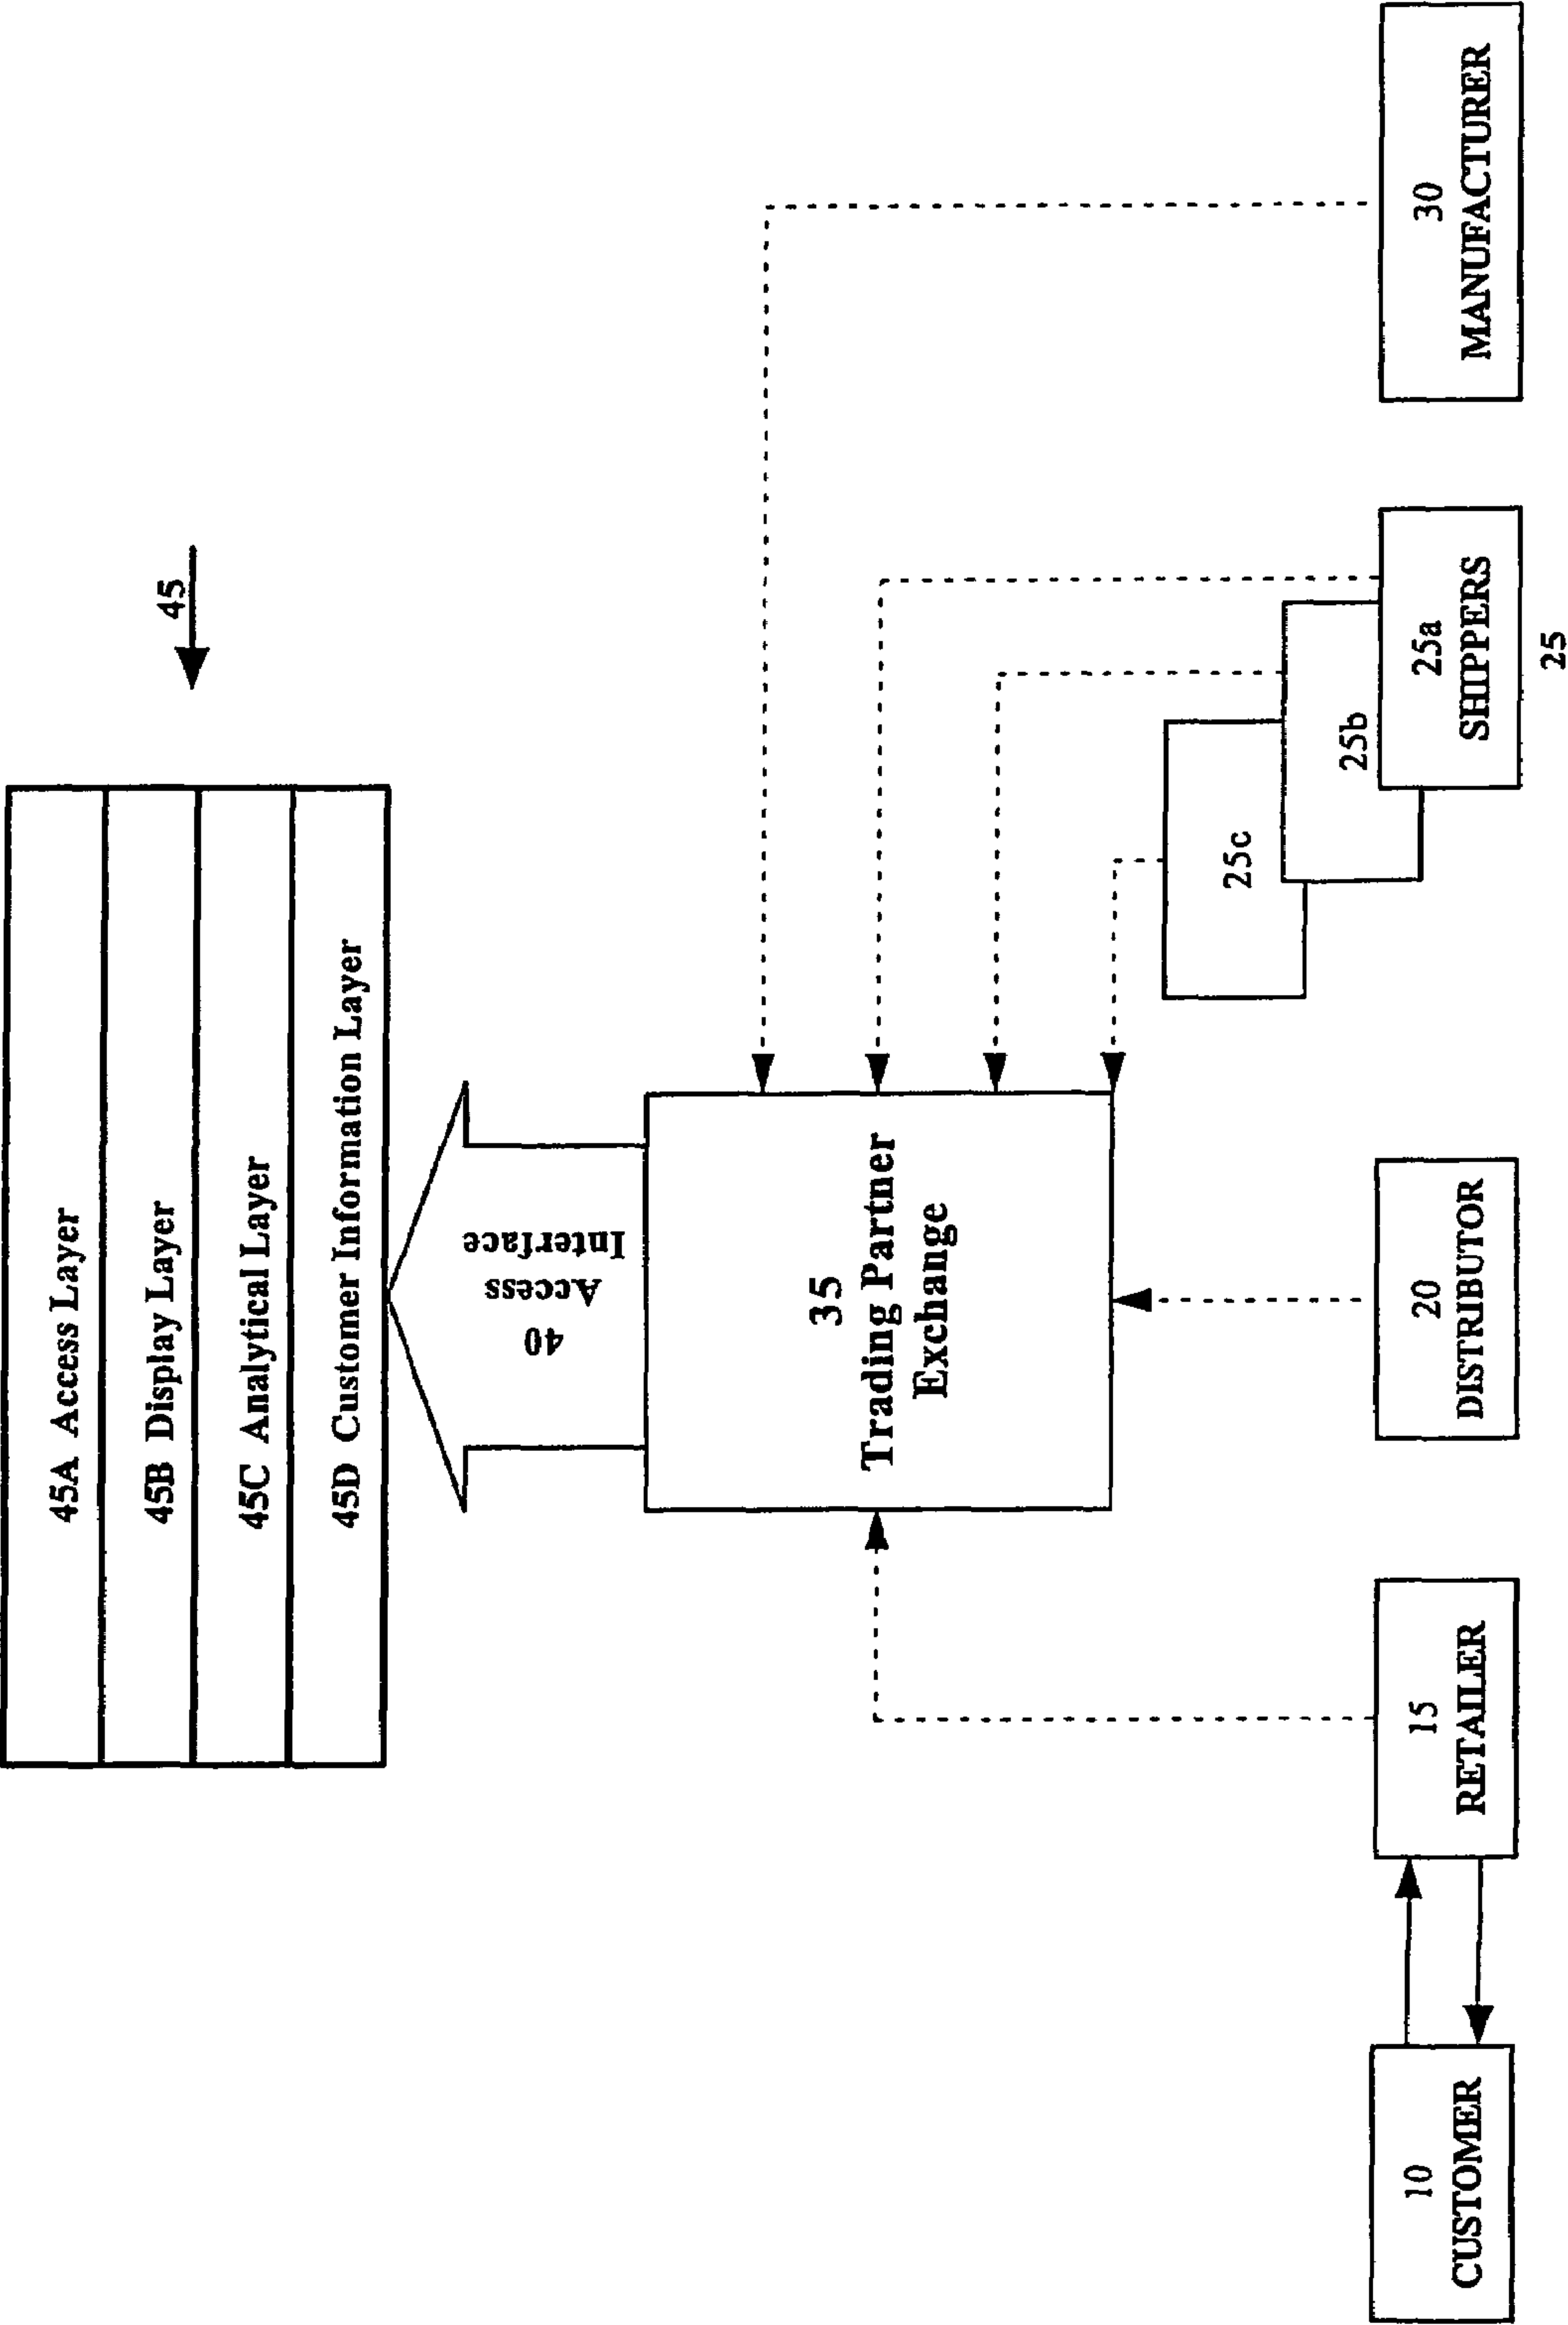 45
45A Access Layer
45B Display Layer
45C Analytical Layer
45D Customer Information Layer
40
Access
Interface
35
Trading Partner
Exchange
10
CUSTOMER
15
RETAILER
20
DISTRIBUTOR
25c
25b
25a
SHIPPERS
25
30
MANUFACTURER